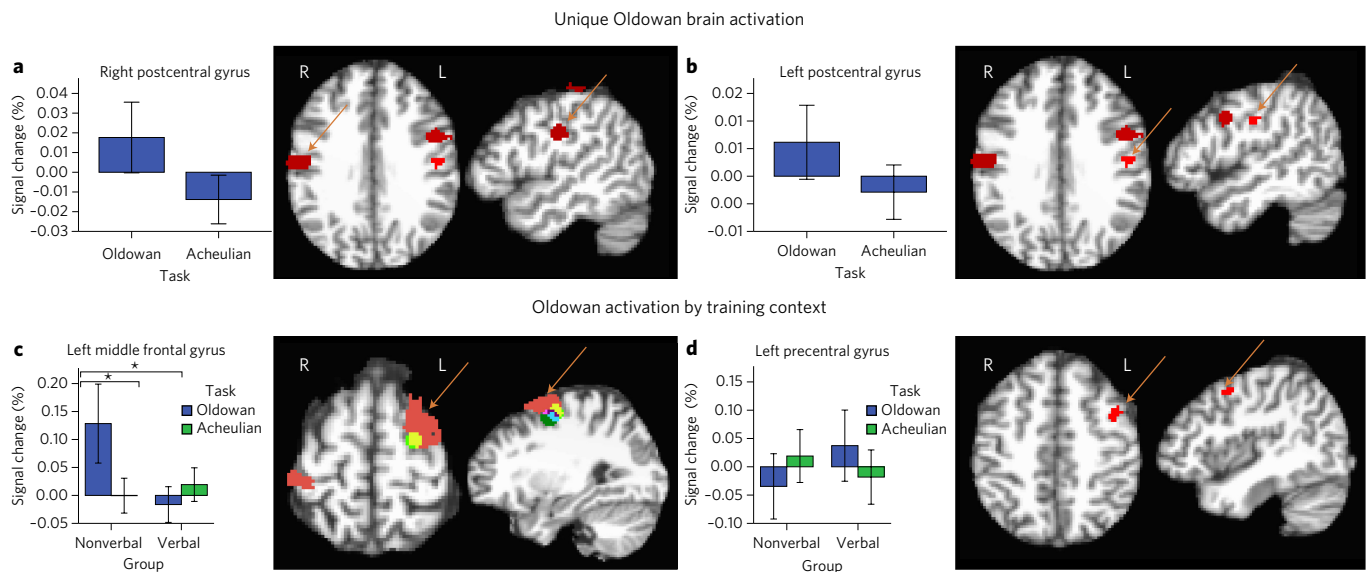 Unique Oldowan brain activation
a
Right postcentral gyrus
Signal change (%)
0.04
0.03
0.02
0.01
0.00
–0.01
–0.02
–0.03
Oldowan Acheulian
Task
R L
b
Left postcentral gyrus
Signal change (%)
0.02
0.01
0.01
0.00
0.00
–0.01
Oldowan Acheulian
Task
R L
Oldowan activation by training context
c
Left middle frontal gyrus
Signal change (%)
0.20
0.15
0.10
0.05
0.00
–0.05
* *
Task
Oldowan
Acheulian
Nonverbal Verbal
Group
R L
d
Left precentral gyrus
Signal change (%)
0.15
0.10
0.05
0.00
–0.05
–0.10
Task
Oldowan
Acheulian
Nonverbal Verbal
Group
R L